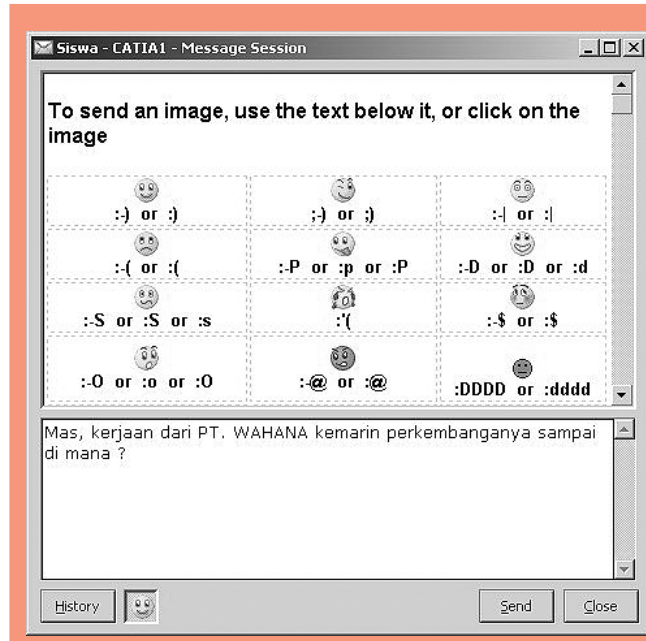 Siswa - CATIA1 - Message Session
To send an image, use the text below it, or click on the
image
:-) or :)
;-) or ;)
:-| or :|
:-( or :(
:-P or :p or :P
:-D or :D or :d
:-S or :S or :s
:'(
:-$ or :$
:-O or :o or :O
:-@ or :@
:DDDD or :dddd
Mas, kerjaan dari PT. WAHANA kemarin perkembanganya sampai
di mana ?
History
Send
Close